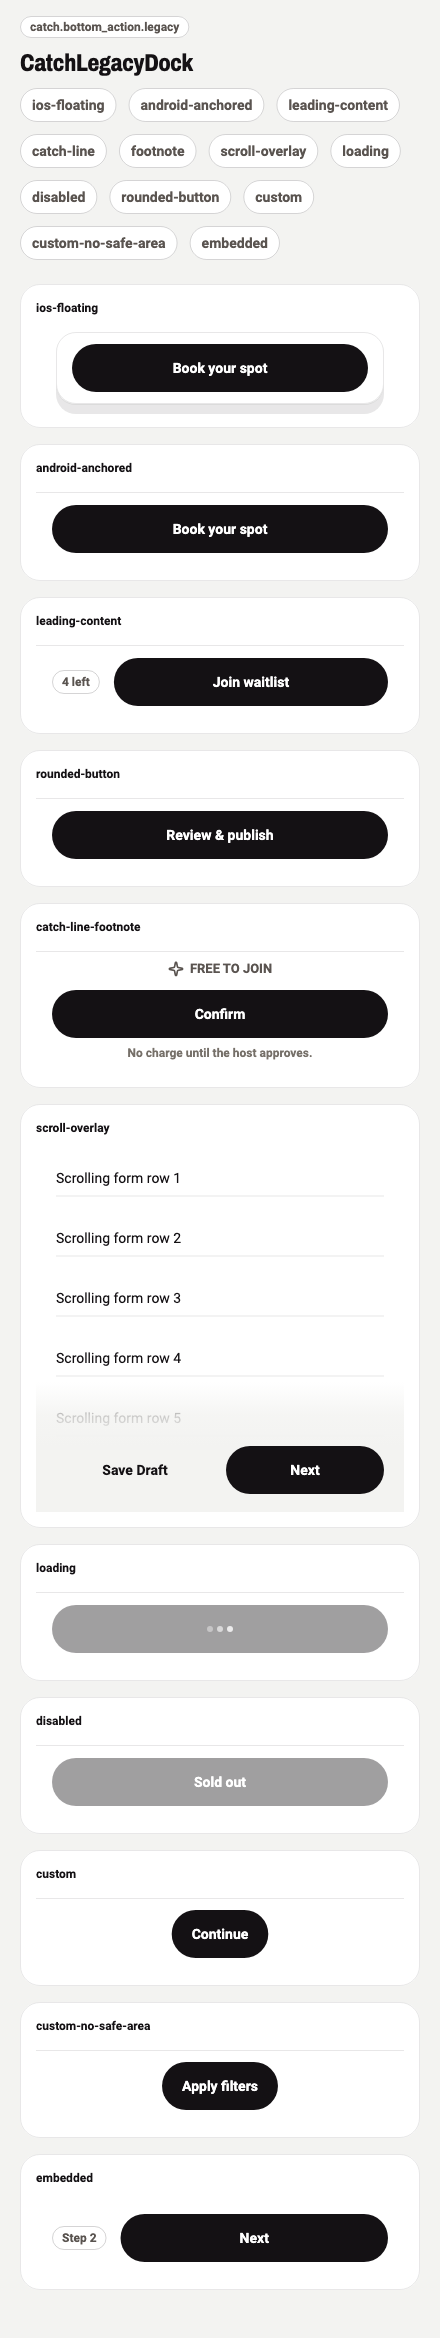 catch.bottom_action.legacy
CatchLegacyDock
ios-floating android-anchored leading-content
catch-line footnote scroll-overlay loading
disabled rounded-button custom
custom-no-safe-area embedded
ios-floating
Book your spot
android-anchored
Book your spot
leading-content
4 left Join waitlist
rounded-button
Review & publish
catch-line-footnote
FREE TO JOIN
Confirm
No charge until the host approves.
scroll-overlay
Scrolling form row 1
Scrolling form row 2
Scrolling form row 3
Scrolling form row 4
Scrolling form row 5
Save Draft Next
loading
disabled
Sold out
custom
Continue
custom-no-safe-area
Apply filters
embedded
Step 2 Next